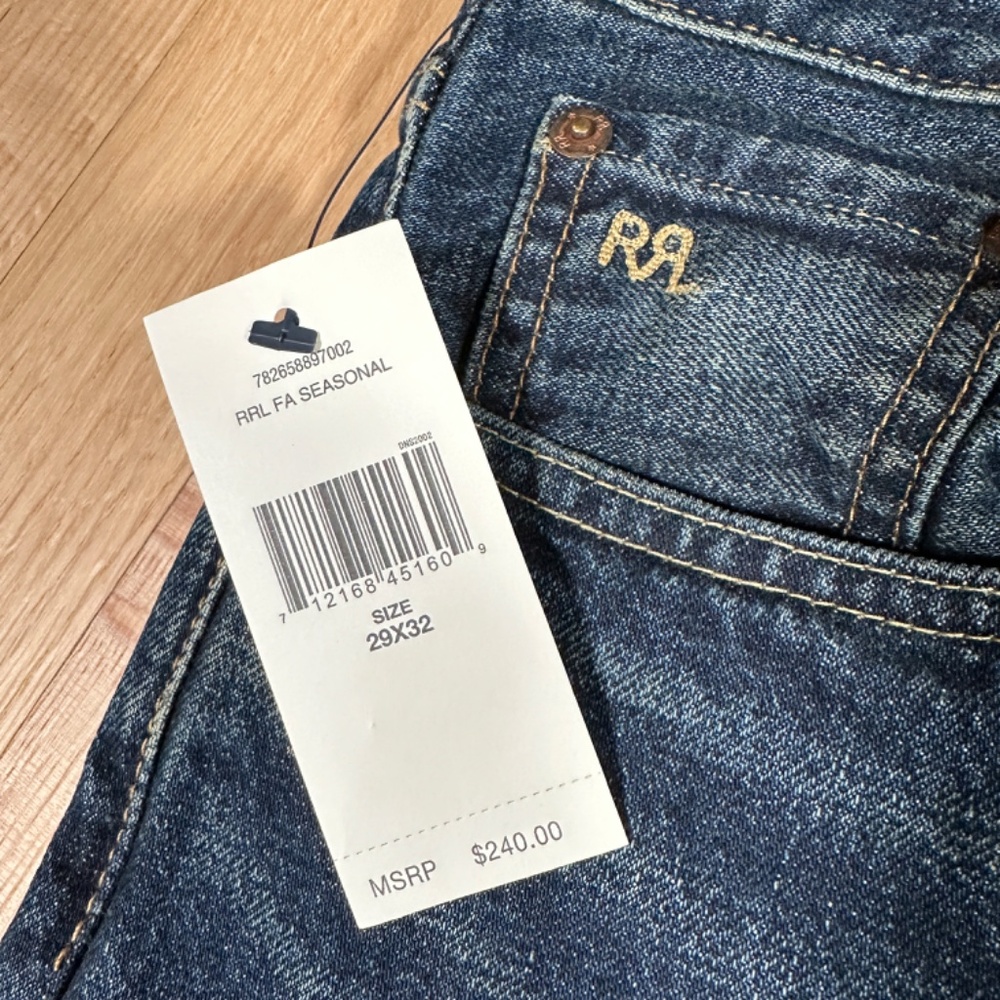 782658897002
RRL FA SEASONAL
DNS2002
7 12168 45160 9
SIZE
29X32
MSRP $240.00
RRL